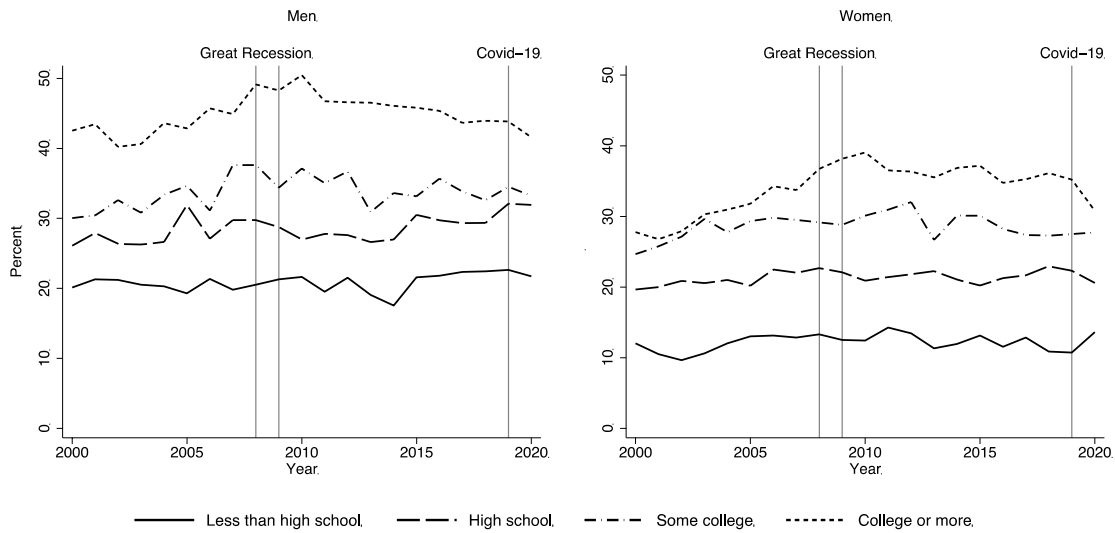 Men.
Great Recession.
Covid–19.
Percent
50.
40.
30.
20.
10.
0.
2000
2005
2010
2015
2020.
Year.
Women.
Great Recession.
Covid–19.
50.
40.
30.
20.
10.
0.
2000
2005
2010
2015
2020.
Year.
Less than high school.
High school.
Some college.
College or more.